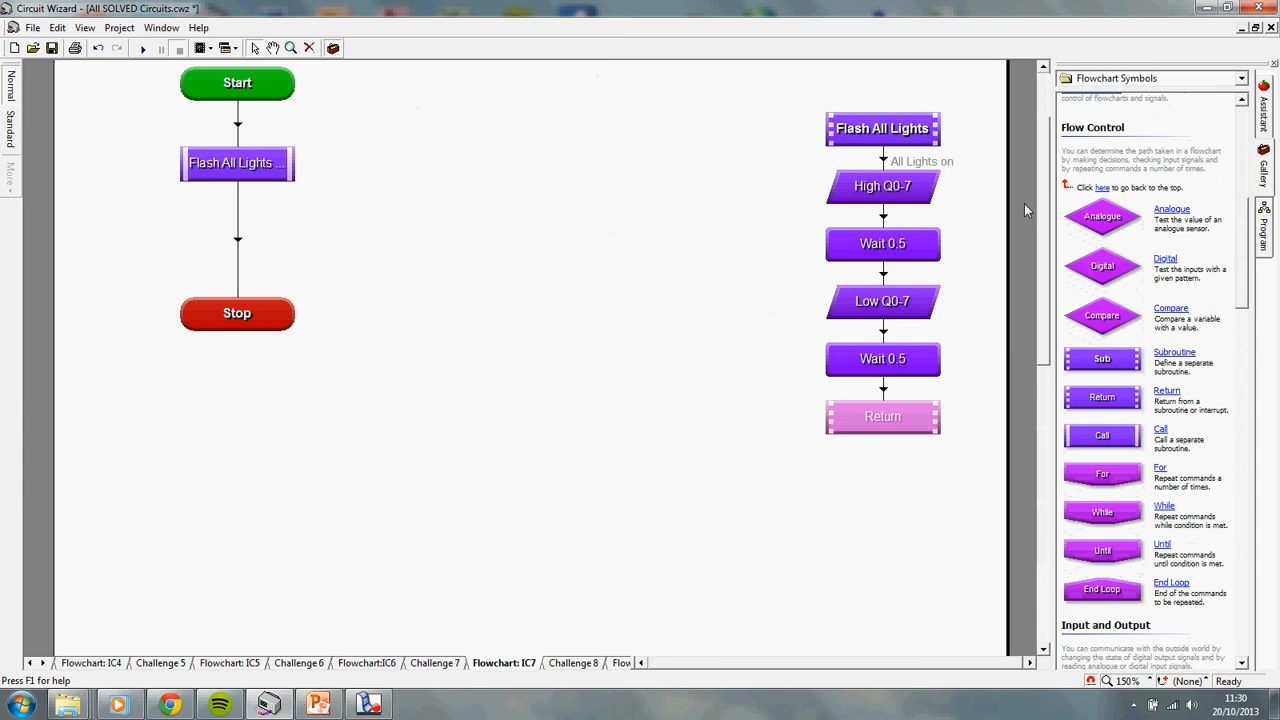 Circuit Wizard - [All SOLVED Circuits.cwz *]
File Edit View Project Window Help
Normal
Standard
More
Start
Flash All Lights ...
Stop
Flash All Lights
All Lights on
High Q0-7
Wait 0.5
Low Q0-7
Wait 0.5
Return
Flowchart Symbols
control of flowcharts and signals.
Flow Control
You can determine the path taken in a flowchart
by making decisions, checking input signals and
by repeating commands a number of times.
Click here to go back to the top.
Analogue
Analogue
Test the value of an
analogue sensor.
Digital
Digital
Test the inputs with a
given pattern.
Compare
Compare
Compare a variable
with a value.
Sub
Subroutine
Define a separate
subroutine.
Return
Return
Return from a
subroutine or interrupt.
Call
Call
Call a separate
subroutine.
For
For
Repeat commands a
number of times.
While
While
Repeat commands
while condition is met.
Until
Until
Repeat commands
until condition is met.
End Loop
End Loop
End of the commands
to be repeated.
Input and Output
You can communicate with the outside world by
changing the state of digital output signals and by
reading analogue or digital input signals.
Assistant
Gallery
Program
Flowchart: IC4 Challenge 5 Flowchart: IC5 Challenge 6 Flowchart:IC6 Challenge 7 Flowchart: IC7 Challenge 8 Flow
Press F1 for help
150% (None) Ready
11:30
20/10/2013